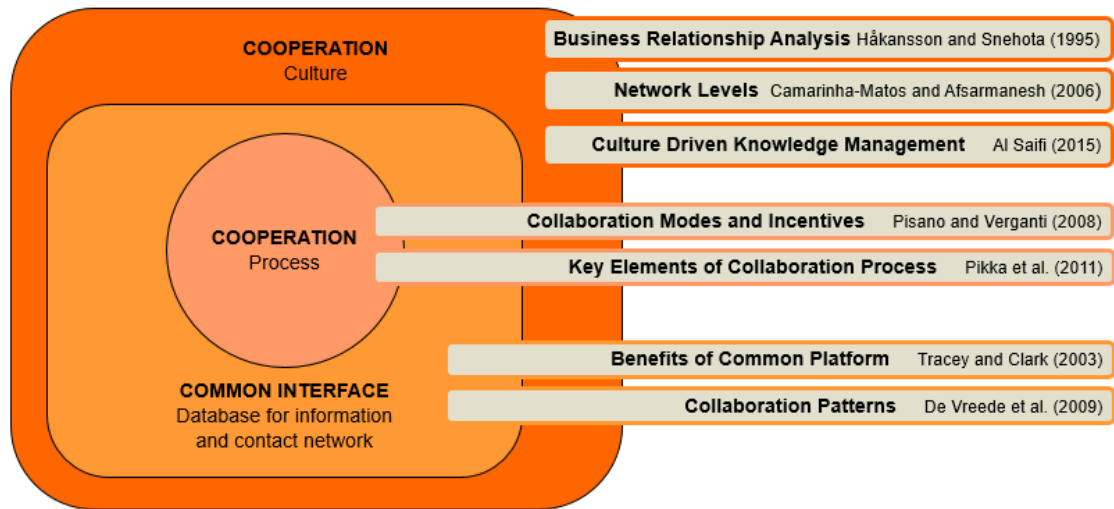 COOPERATION
Culture
Business Relationship Analysis Håkansson and Snehota (1995)
Network Levels Camarinha-Matos and Afsarmanesh (2006)
Culture Driven Knowledge Management Al Saifi (2015)
COOPERATION
Process
Collaboration Modes and Incentives Pisano and Verganti (2008)
Key Elements of Collaboration Process Pikka et al. (2011)
COMMON INTERFACE
Database for information
and contact network
Benefits of Common Platform Tracey and Clark (2003)
Collaboration Patterns De Vreede et al. (2009)